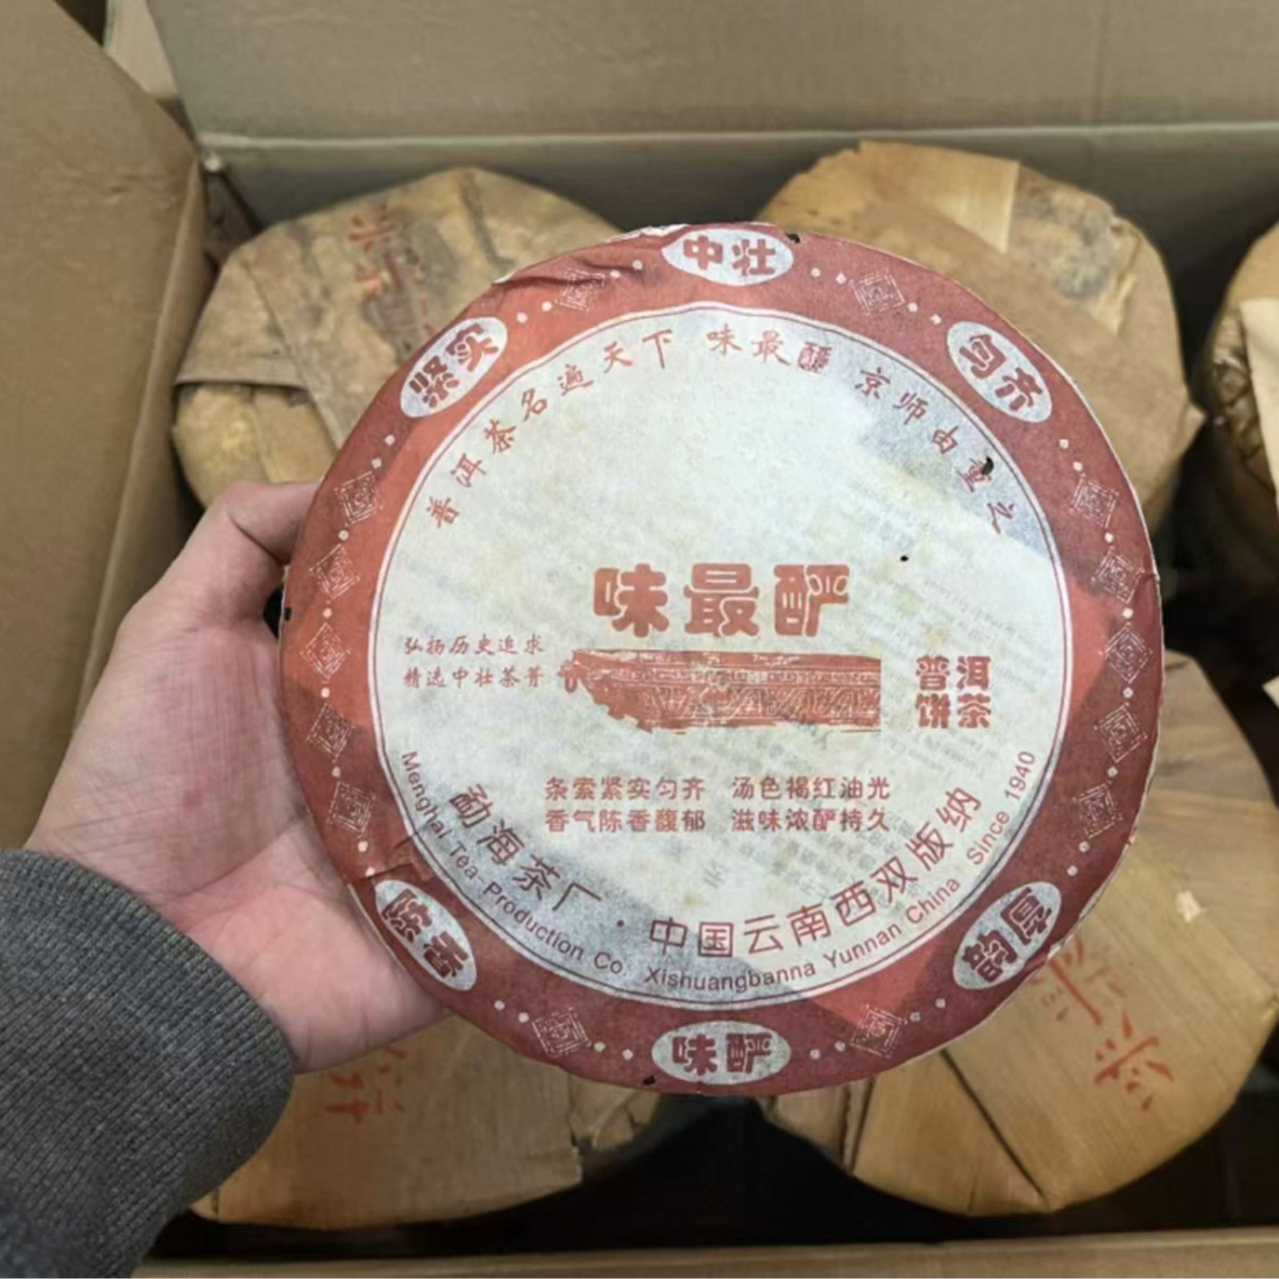 中壮
紧实
匀齐
普洱茶名遍天下 味最酽 京师由重之
味最酽
弘扬历史追求
精选中壮茶菁
普洱
饼茶
条索紧实匀齐 汤色褐红油光
香气陈香馥郁 滋味浓酽持久
勐海茶厂·中国云南西双版纳
Menghai Tea-Production Co Xishuangbanna Yunnan China Since 1940
陈香
韵厚
味酽